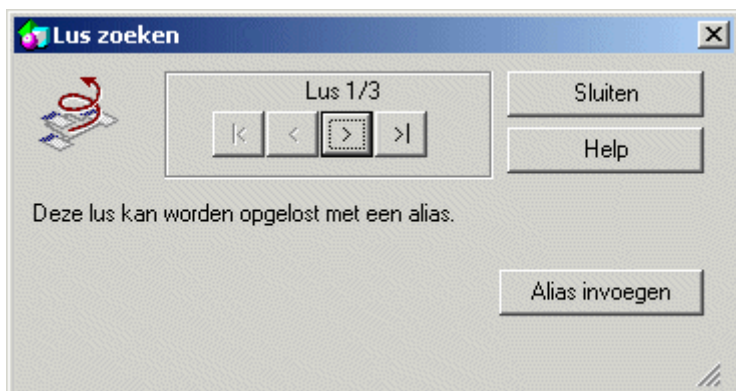 Lus zoeken
Lus 1/3
|< < > >|
Sluiten
Help
Deze lus kan worden opgelost met een alias.
Alias invoegen